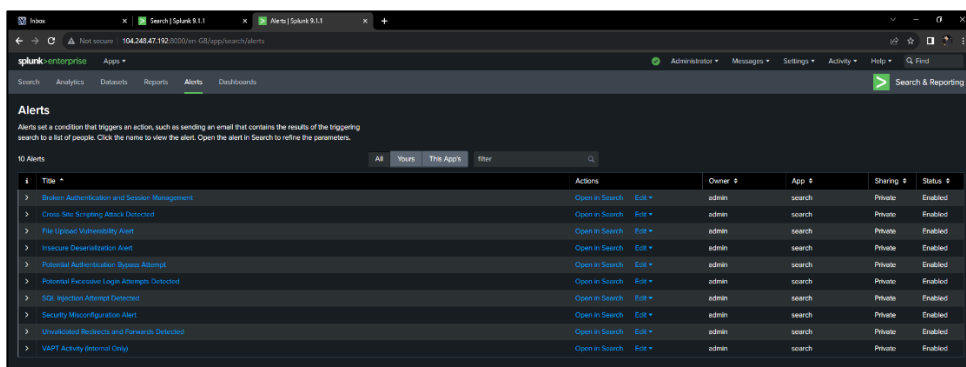 Inbox
Search | Splunk 9.1.1
Alerts | Splunk 9.1.1
Not secure 104.248.47.192:8000/en-GB/app/search/alerts
splunk>enterprise Apps
Administrator Messages Settings Activity Help Find
Search Analytics Datasets Reports Alerts Dashboards Search & Reporting
Alerts
Alerts set a condition that triggers an action, such as sending an email that contains the results of the triggering
search to a list of people. Click the name to view the alert. Open the alert in Search to refine the parameters.
10 Alerts All Yours This App's filter
i Title Actions Owner App Sharing Status
Broken Authentication and Session Management Open in Search Edit admin search Private Enabled
Cross-Site Scripting Attack Detected Open in Search Edit admin search Private Enabled
File Upload Vulnerability Alert Open in Search Edit admin search Private Enabled
Insecure Deserialization Alert Open in Search Edit admin search Private Enabled
Potential Authentication Bypass Attempt Open in Search Edit admin search Private Enabled
Potential Excessive Login Attempts Detected Open in Search Edit admin search Private Enabled
SQL Injection Attempt Detected Open in Search Edit admin search Private Enabled
Security Misconfiguration Alert Open in Search Edit admin search Private Enabled
Unvalidated Redirects and Forwards Detected Open in Search Edit admin search Private Enabled
VAPT Activity (Internal Only) Open in Search Edit admin search Private Enabled